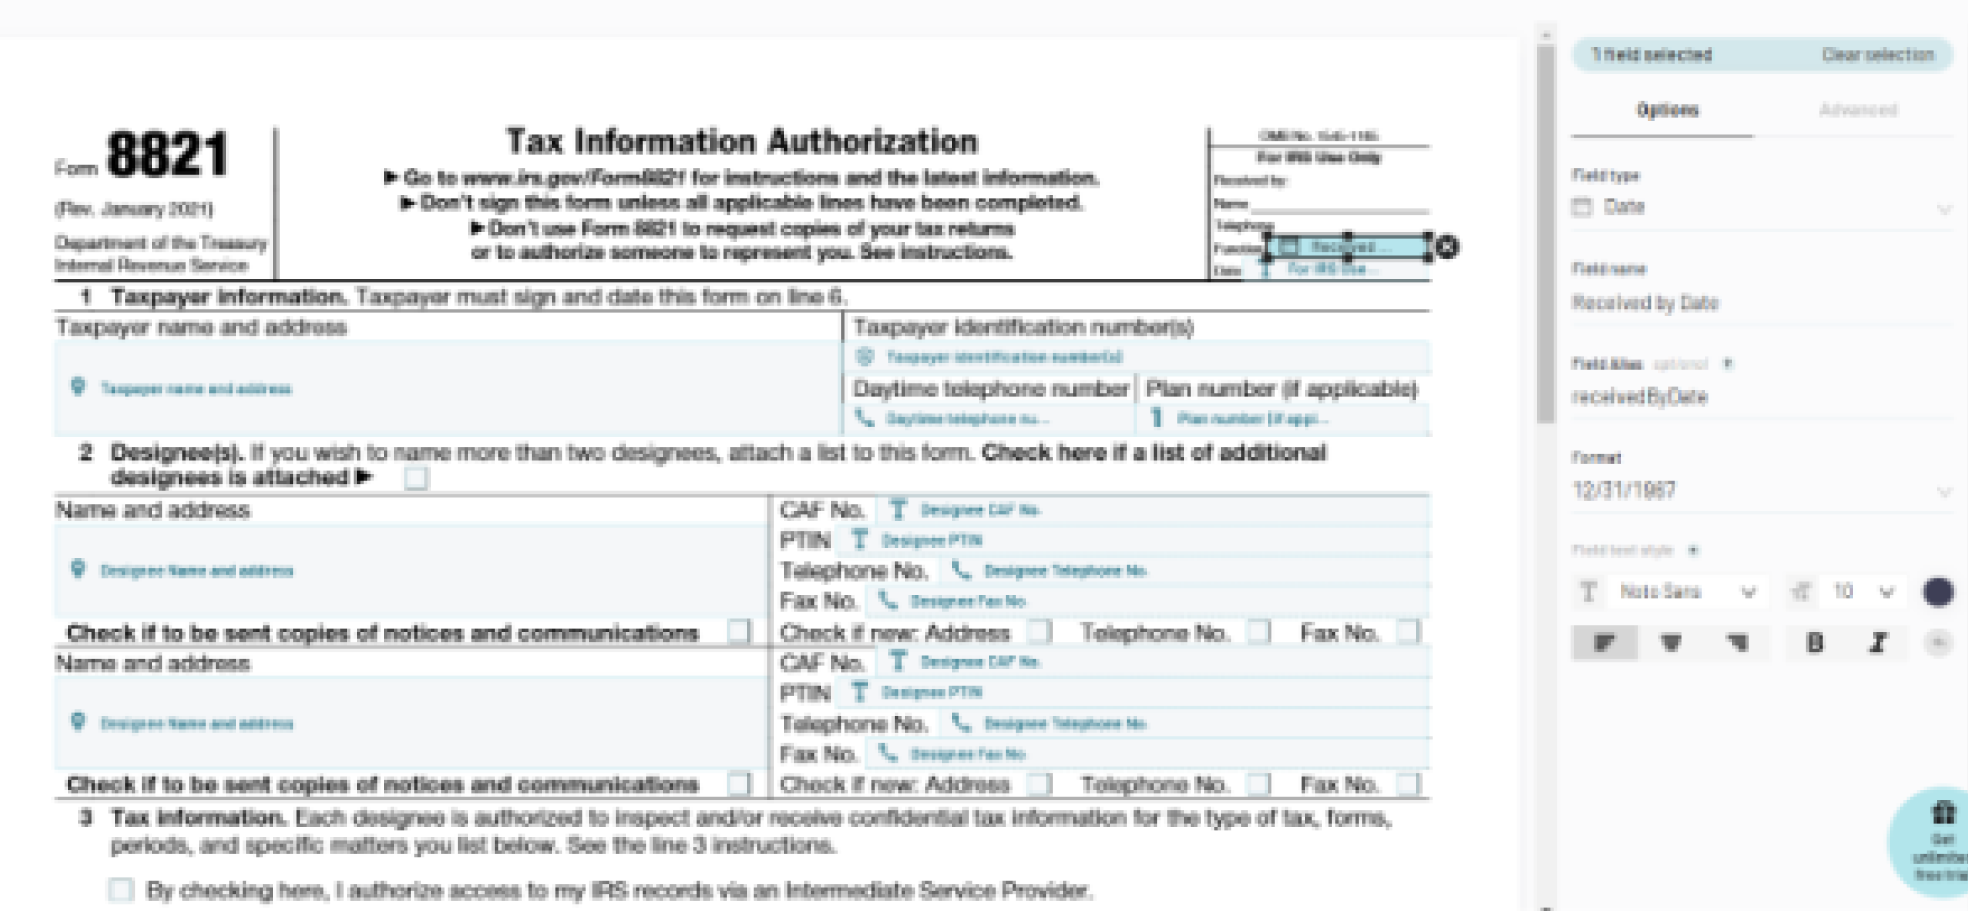 1 field selected
Clear selection
Options
Advanced
Form 8821
(Rev. January 2021)
Department of the Treasury
Internal Revenue Service
Tax Information Authorization
▶ Go to www.irs.gov/Form8821 for instructions and the latest information.
▶ Don't sign this form unless all applicable lines have been completed.
▶ Don't use Form 8821 to request copies of your tax returns
or to authorize someone to represent you. See instructions.
OMB No. 1545-1165
For IRS Use Only
Received by:
Name
Telephone
Function
Received ...
Date
For IRS Use...
1 Taxpayer information. Taxpayer must sign and date this form on line 6.
Taxpayer name and address
Taxpayer identification number(s)
Taxpayer identification number(s)
Taxpayer name and address
Daytime telephone number
Plan number (if applicable)
Daytime telephone nu...
Plan number (if appl...
2 Designee(s). If you wish to name more than two designees, attach a list to this form. Check here if a list of additional
designees is attached ▶
Name and address
CAF No.
Designee CAF No.
PTIN
Designee PTIN
Designee Name and address
Telephone No.
Designee Telephone No.
Fax No.
Designee Fax No.
Check if to be sent copies of notices and communications
Check if new: Address Telephone No. Fax No.
Name and address
CAF No.
Designee CAF No.
PTIN
Designee PTIN
Designee Name and address
Telephone No.
Designee Telephone No.
Fax No.
Designee Fax No.
Check if to be sent copies of notices and communications
Check if new: Address Telephone No. Fax No.
3 Tax information. Each designee is authorized to inspect and/or receive confidential tax information for the type of tax, forms,
periods, and specific matters you list below. See the line 3 instructions.
By checking here, I authorize access to my IRS records via an Intermediate Service Provider.
Field type
Date
Field name
Received by Date
Field Alias optional
receivedByDate
Format
12/31/1987
Field text style
Noto Sans
10
B I
Get